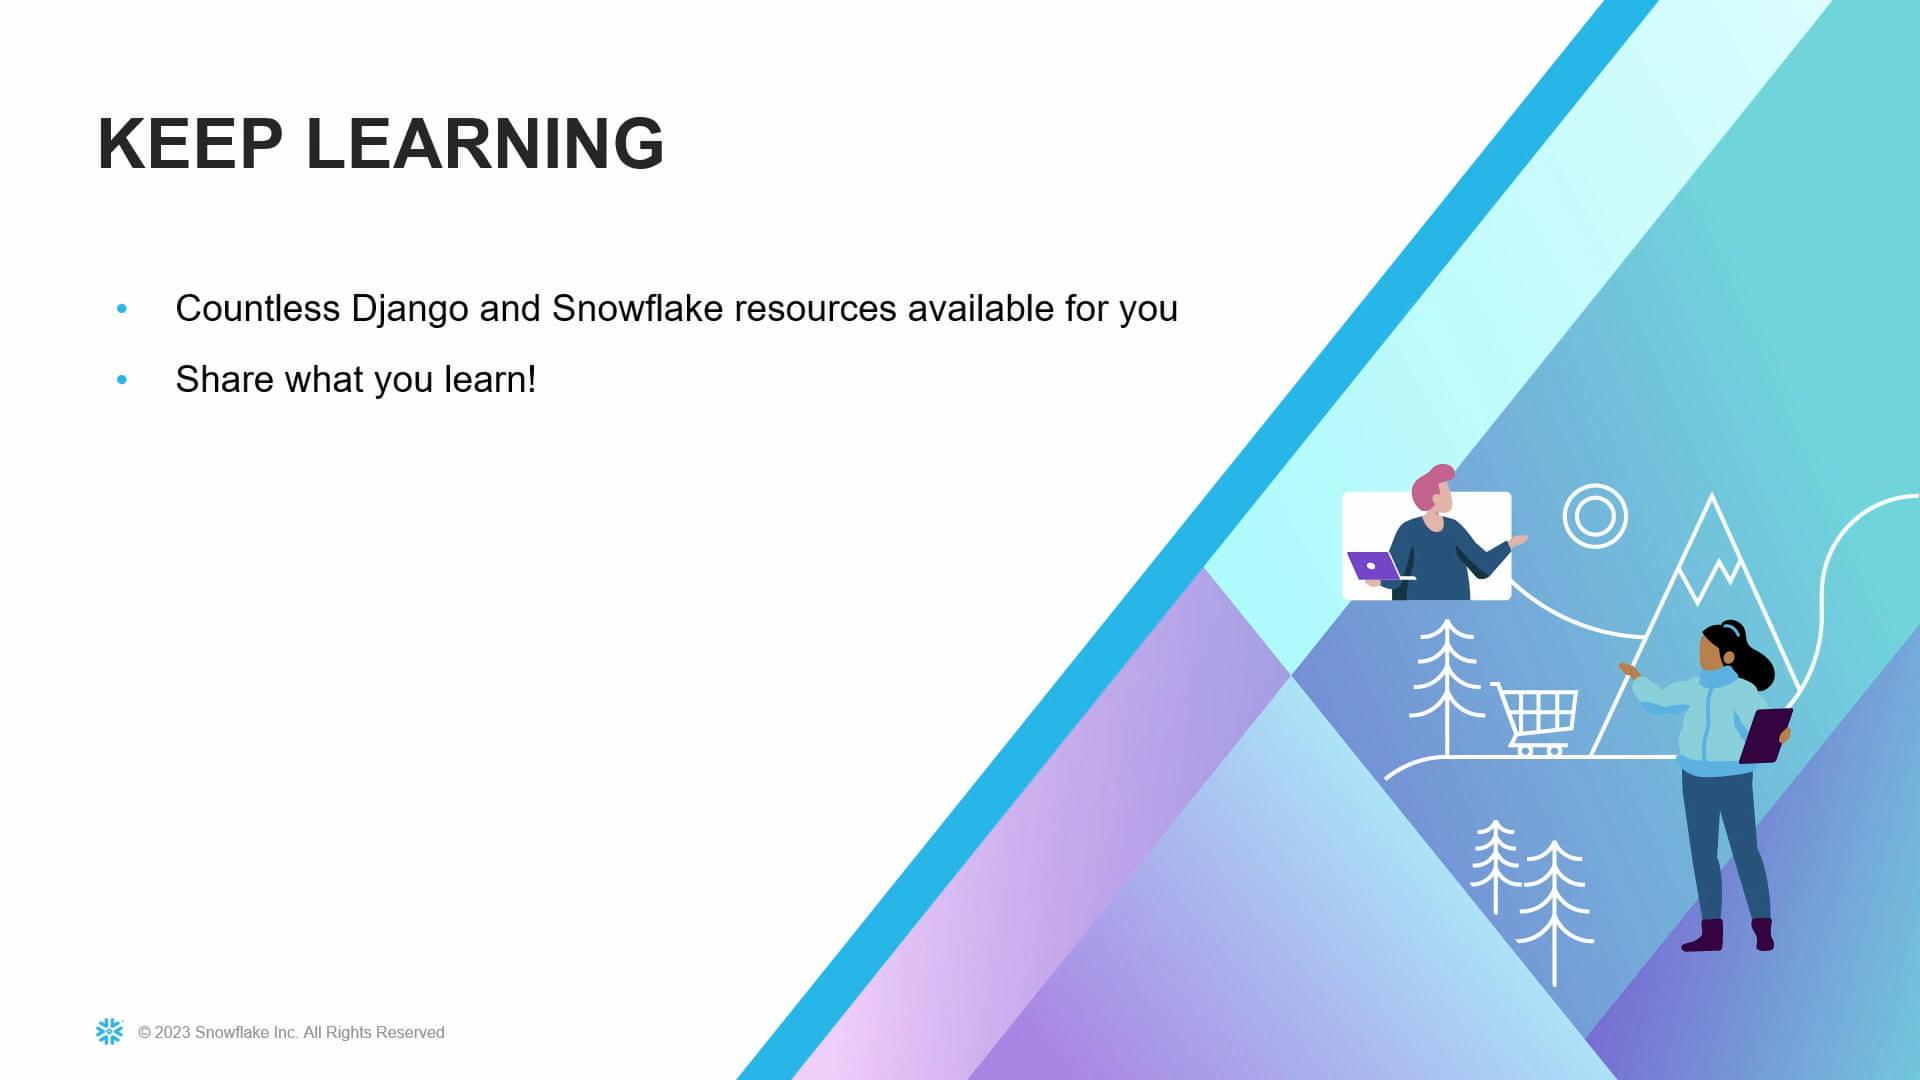 KEEP LEARNING
• Countless Django and Snowflake resources available for you
• Share what you learn!
© 2023 Snowflake Inc. All Rights Reserved